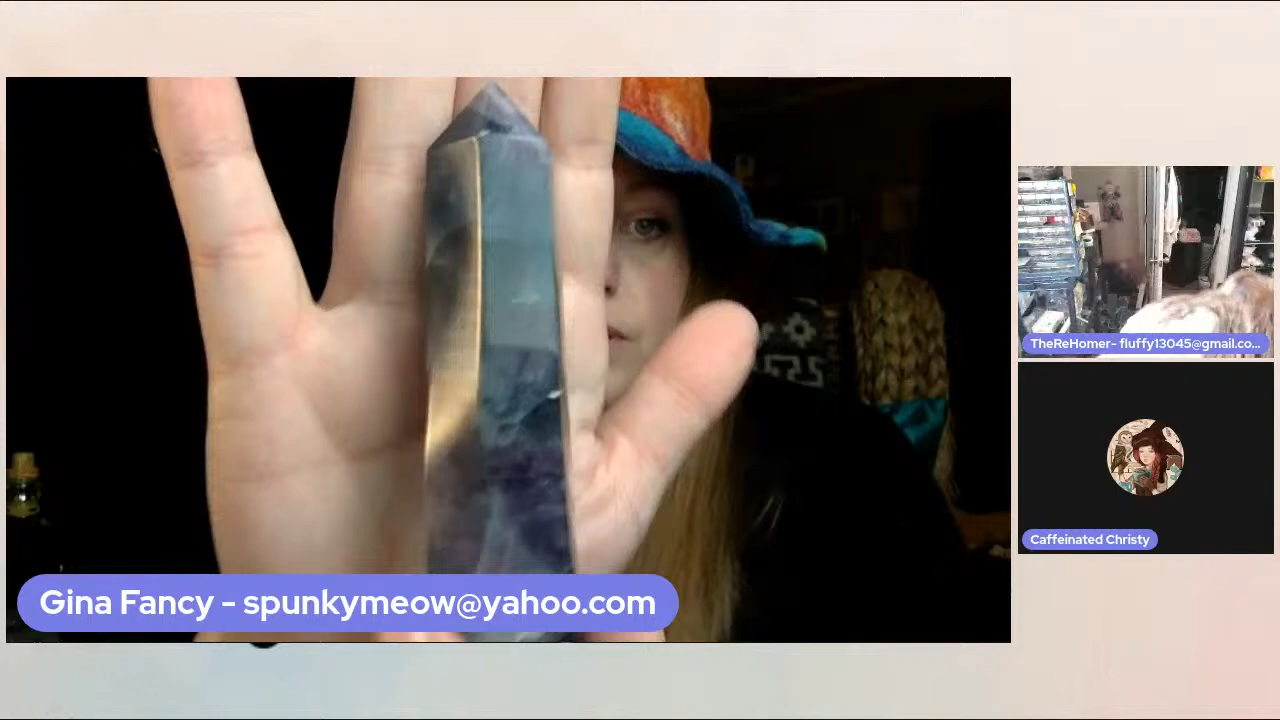 Gina Fancy - spunkymeow@yahoo.com
TheReHomer- fluffy13045@gmail.co...
Caffeinated Christy